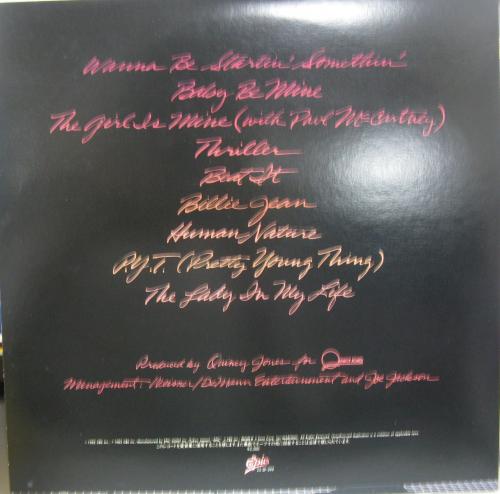 Wanna Be Startin' Somethin'
Baby Be Mine
The Girl Is Mine (with Paul McCartney)
Thriller
Beat It
Billie Jean
Human Nature
P.Y.T. (Pretty Young Thing)
The Lady In My Life
Produced by Quincy Jones for
Management: Weisner/DeMann Entertainment and Joe Jackson
Epic